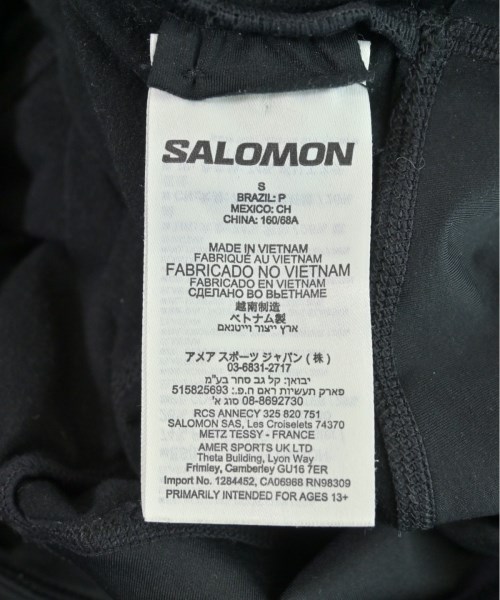 SALOMON
S
BRAZIL: P
MEXICO: CH
CHINA: 160/68A
MADE IN VIETNAM
FABRIQUÉ AU VIETNAM
FABRICADO NO VIETNAM
FABRICADO EN VIETNAM
СДЕЛАНО ВО ВЬЕТНАМЕ
越南制造
ベトナム製
ארץ ייצור וייטנאם
アメア スポーツ ジャパン (株)
03-6831-2717
יבואן: קל גב סחר בע"מ
פארק תעשיות ראם ח.פ.: 515825693
08-8692730 סוג א'
RCS ANNECY 325 820 751
SALOMON SAS, Les Croiselets 74370
METZ TESSY - FRANCE
AMER SPORTS UK LTD
Theta Building, Lyon Way
Frimley, Camberley GU16 7ER
Import No. 1284452, CA06968 RN98309
PRIMARILY INTENDED FOR AGES 13+